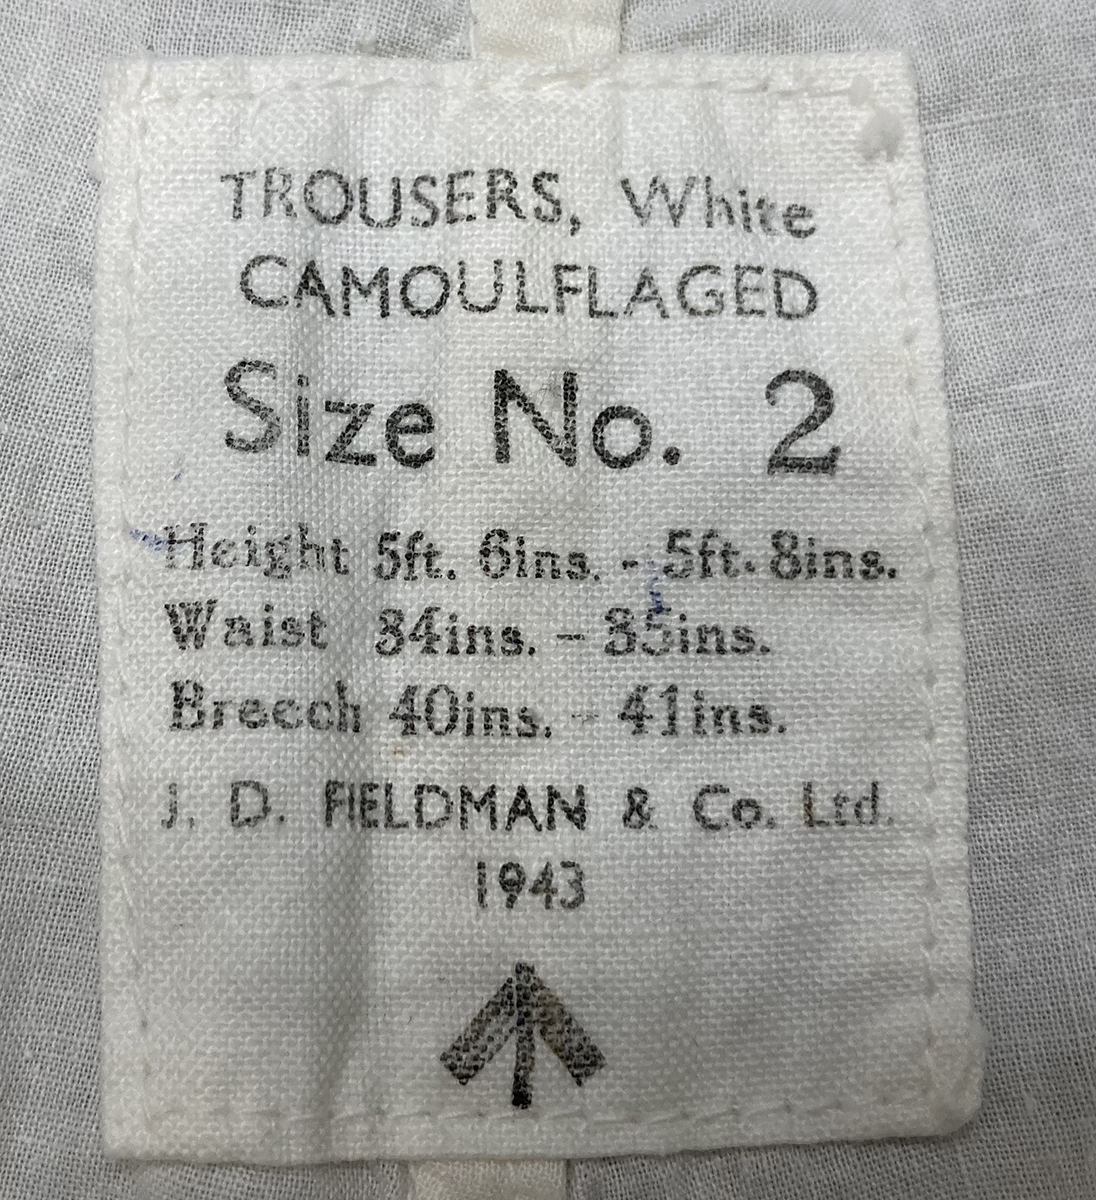 TROUSERS, White
CAMOULFLAGED
Size No. 2
Height 5ft. 6ins. - 5ft. 8ins.
Waist 34ins. - 35ins.
Breech 40ins. - 41ins.
J. D. FIELDMAN & Co. Ltd.
1943